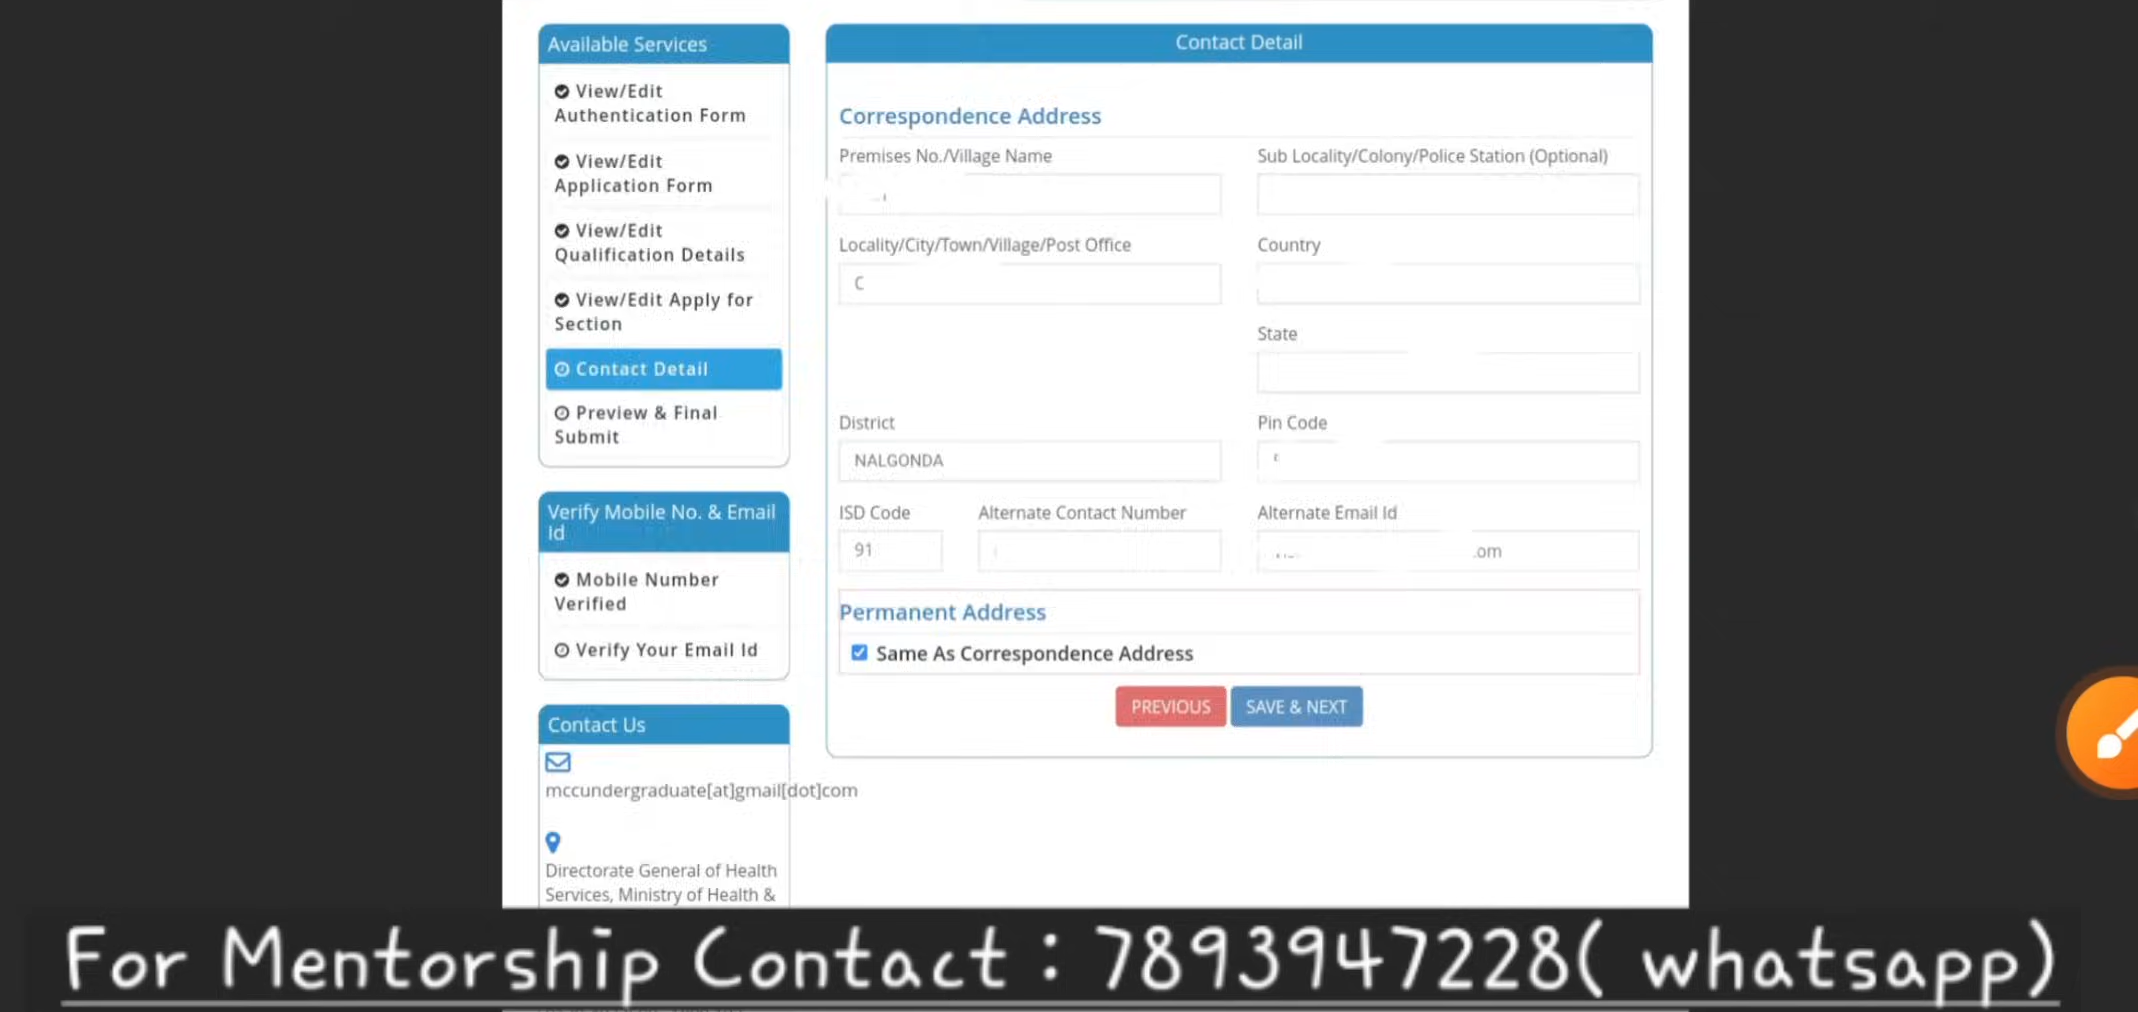 Available Services
View/Edit
Authentication Form
View/Edit
Application Form
View/Edit
Qualification Details
View/Edit Apply for
Section
Contact Detail
Preview & Final
Submit
Verify Mobile No. & Email
Id
Mobile Number
Verified
Verify Your Email Id
Contact Us
mccundergraduate[at]gmail[dot]com
Directorate General of Health
Services, Ministry of Health &
Contact Detail
Correspondence Address
Premises No./Village Name
Sub Locality/Colony/Police Station (Optional)
Locality/City/Town/Village/Post Office
Country
C
State
District
Pin Code
NALGONDA
ISD Code
Alternate Contact Number
Alternate Email Id
91
.om
Permanent Address
Same As Correspondence Address
PREVIOUS
SAVE & NEXT
For Mentorship Contact : 7893947228( whatsapp)